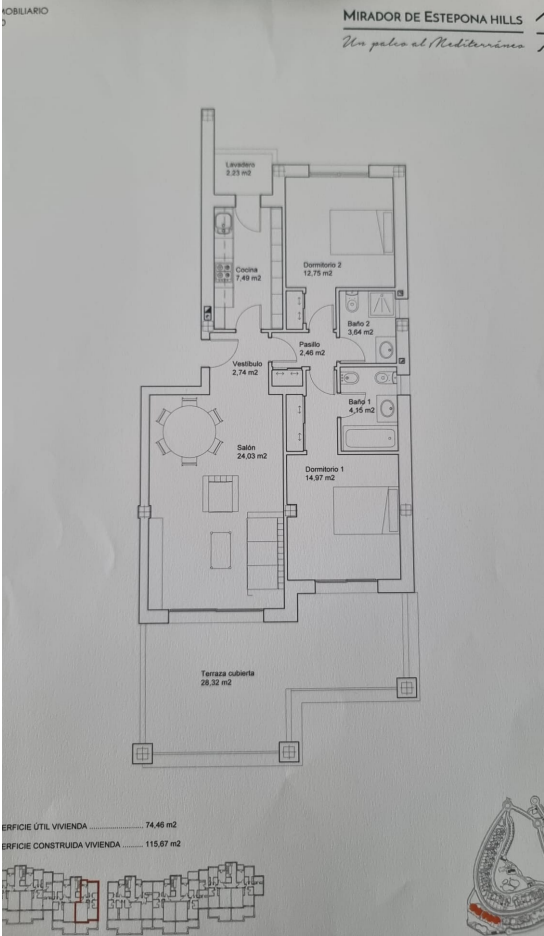 MOBILIARIO
MIRADOR DE ESTEPONA HILLS
Un palco al Mediterráneo
Lavadero
2,23 m2
Cocina
7,49 m2
Dormitorio 2
12,75 m2
Baño 2
3,64 m2
Pasillo
2,46 m2
Vestíbulo
2,74 m2
Baño 1
4,15 m2
Salón
24,03 m2
Dormitorio 1
14,97 m2
Terraza cubierta
28,32 m2
ERFICIE ÚTIL VIVIENDA ........................ 74,46 m2
ERFICIE CONSTRUIDA VIVIENDA ......... 115,67 m2